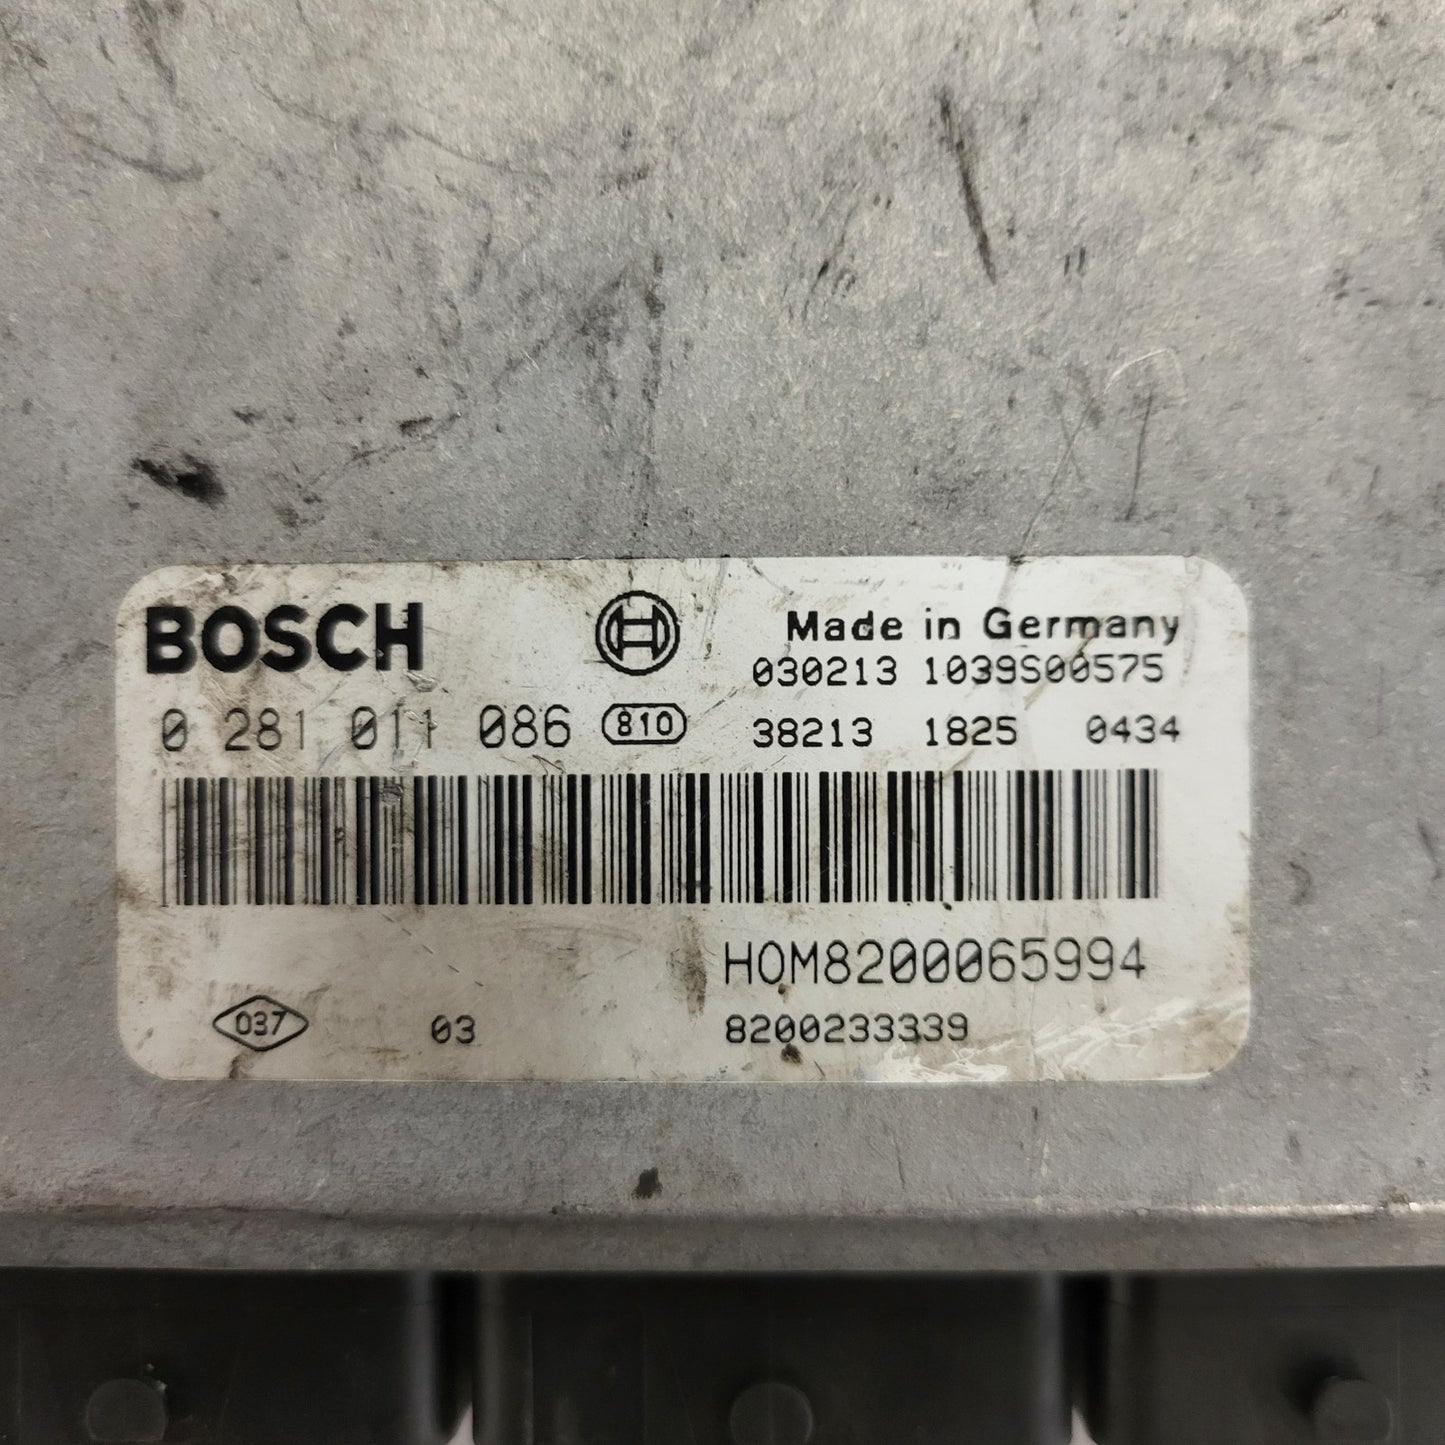 BOSCH
Made in Germany
030213 1039S00575
0 281 011 086 810 38213 1825 0434
HOM8200065994
037 03 8200233339